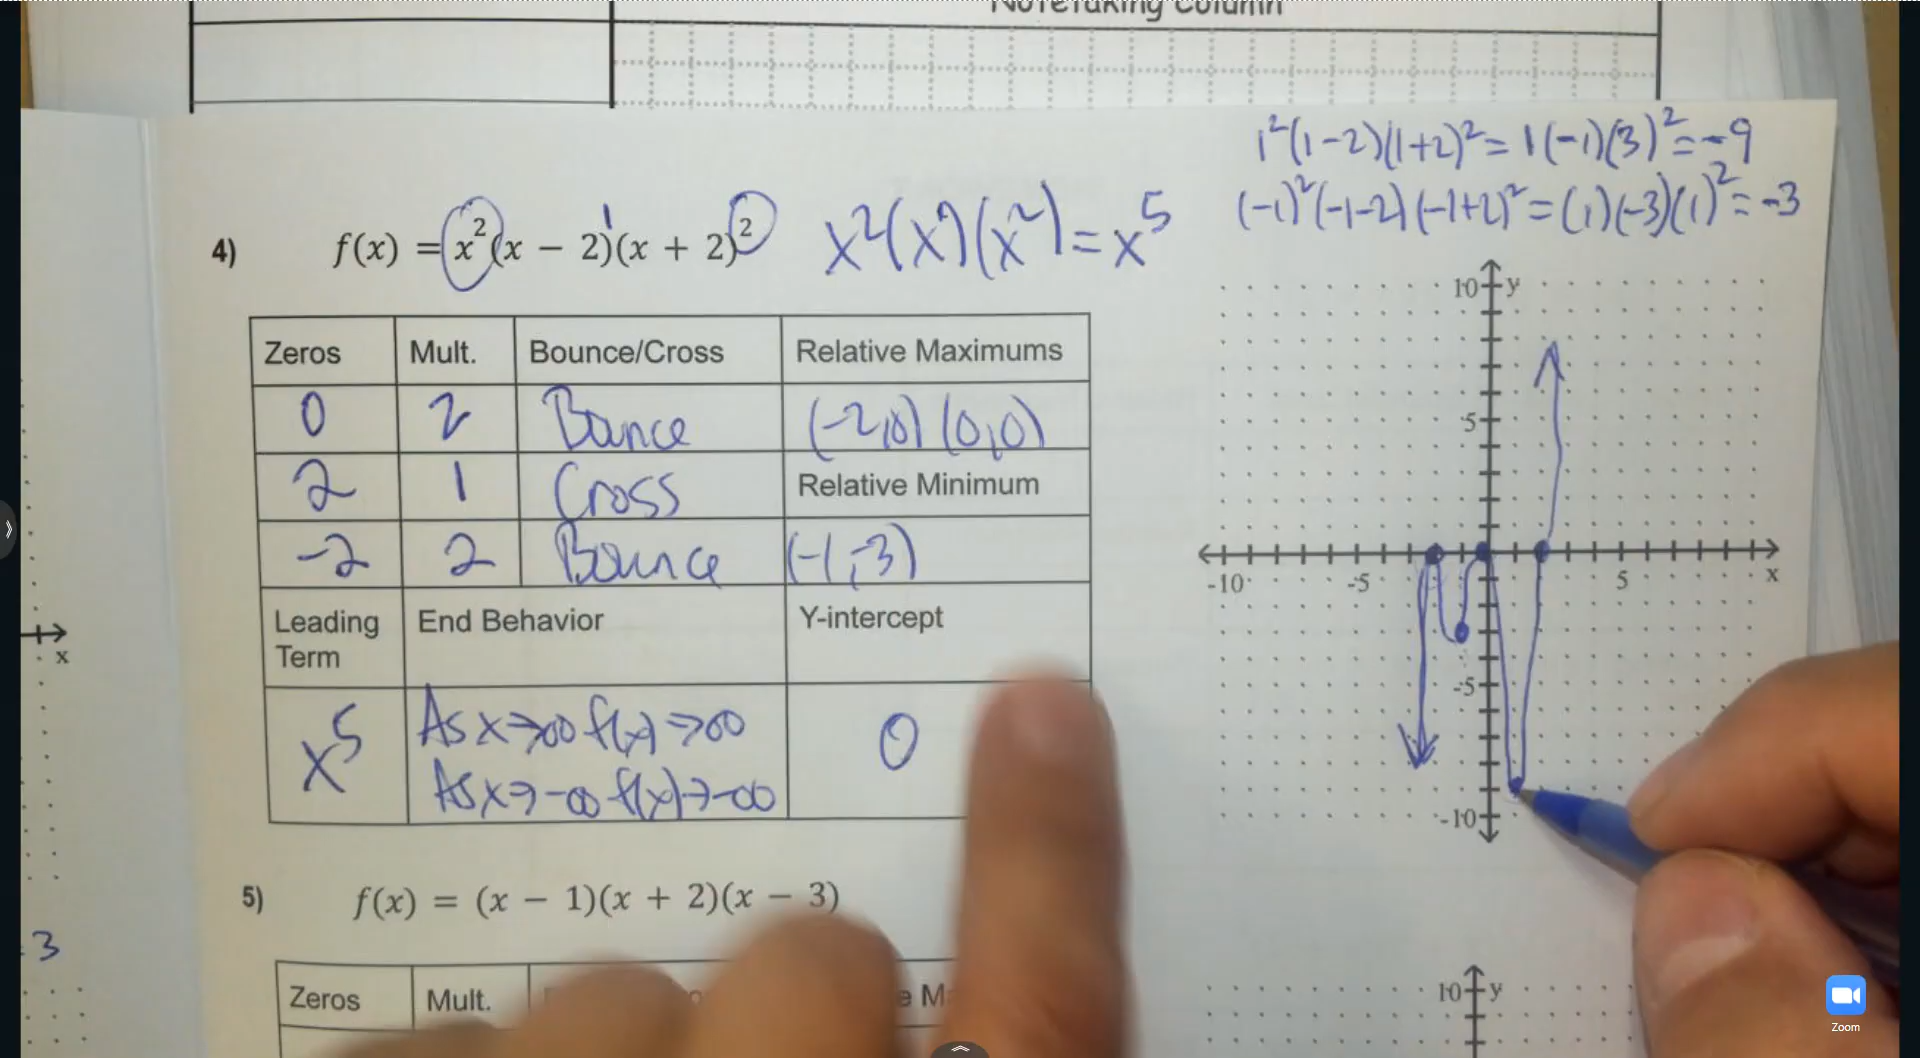 NoteTaking Column
1²(1-2)(1+2)² = 1(-1)(3)² = -9
(-1)²(-1-2)(-1+2)² = (1)(-3)(1)² = -3
4) f(x) = x²(x − 2)¹(x + 2)² x²(x)(x²) = x⁵
Zeros Mult. Bounce/Cross Relative Maximums
0 2 Bounce (-2,0) (0,0)
2 1 Cross Relative Minimum
-2 2 Bounce (-1,-3)
Leading Term End Behavior Y-intercept
x⁵ As x→∞ f(x)→∞ 0
As x→-∞ f(x)→-∞
10 y
5
-10 -5 5 x
-5
-10
x
3
5) f(x) = (x − 1)(x + 2)(x − 3)
Zeros Mult.
10 y
Zoom